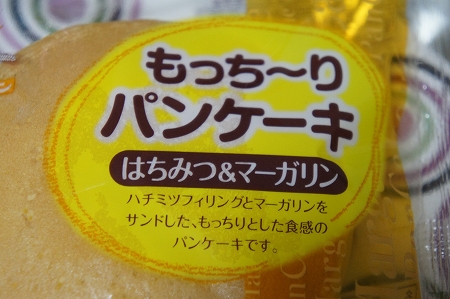 もっち～り
パンケーキ
はちみつ&マーガリン
ハチミツフィリングとマーガリンを
サンドした、もっちりとした食感の
パンケーキです。